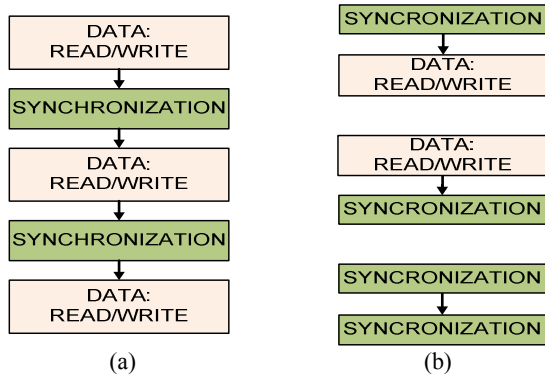 DATA:
READ/WRITE
SYNCHRONIZATION
DATA:
READ/WRITE
SYNCHRONIZATION
DATA:
READ/WRITE
(a)
SYNCRONIZATION
DATA:
READ/WRITE
DATA:
READ/WRITE
SYNCRONIZATION
SYNCRONIZATION
SYNCRONIZATION
(b)